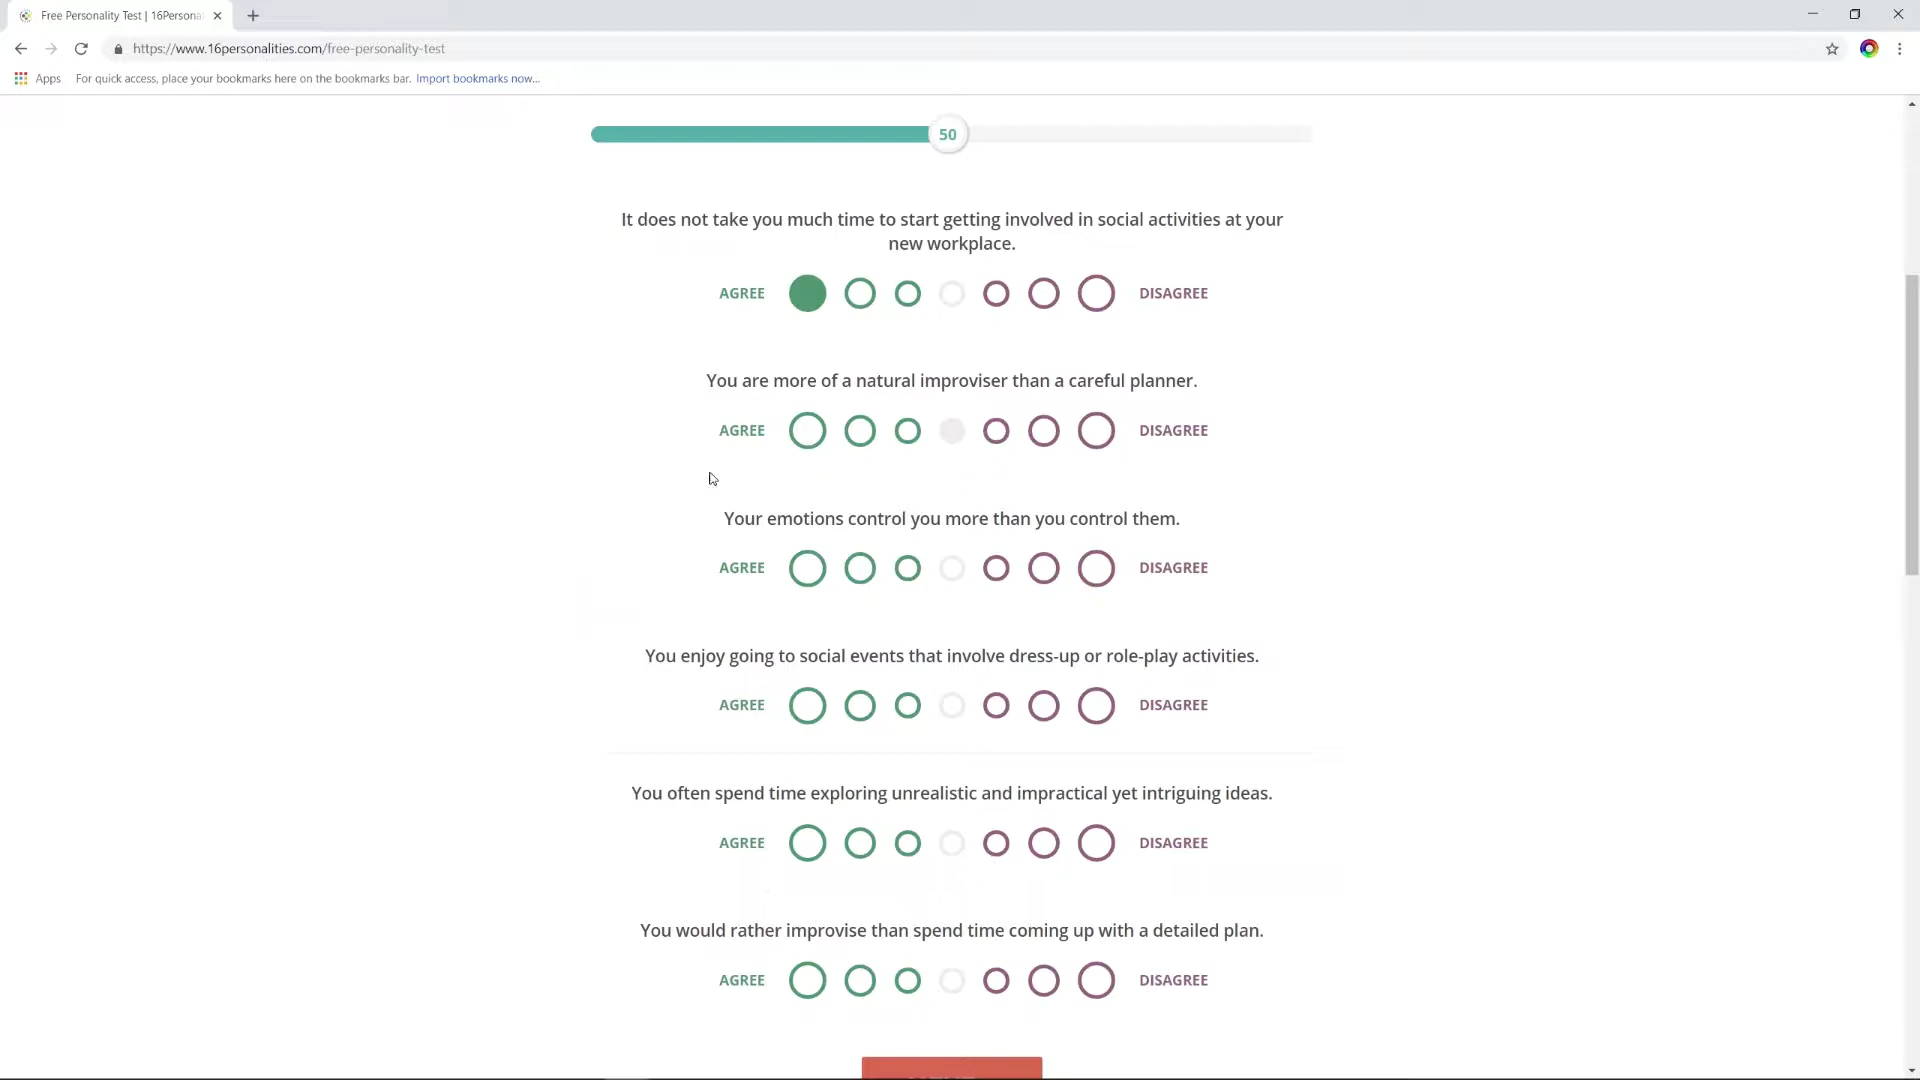 Free Personality Test | 16Persona
https://www.16personalities.com/free-personality-test
Apps For quick access, place your bookmarks here on the bookmarks bar. Import bookmarks now...
50
It does not take you much time to start getting involved in social activities at your
new workplace.
AGREE DISAGREE
You are more of a natural improviser than a careful planner.
AGREE DISAGREE
Your emotions control you more than you control them.
AGREE DISAGREE
You enjoy going to social events that involve dress-up or role-play activities.
AGREE DISAGREE
You often spend time exploring unrealistic and impractical yet intriguing ideas.
AGREE DISAGREE
You would rather improvise than spend time coming up with a detailed plan.
AGREE DISAGREE